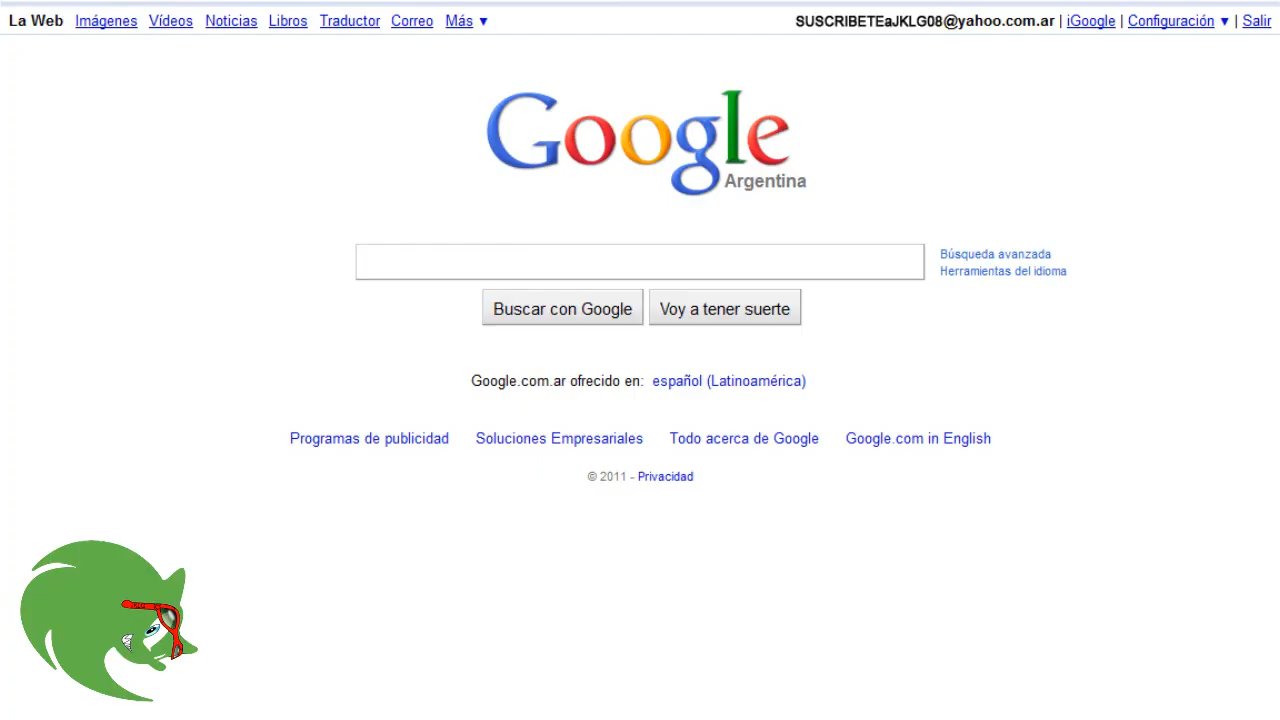 La Web Imágenes Vídeos Noticias Libros Traductor Correo Más ▼ SUSCRIBETEaJKLG08@yahoo.com.ar | iGoogle | Configuración ▼ | Salir
Google
Argentina
Búsqueda avanzada
Herramientas del idioma
Buscar con Google Voy a tener suerte
Google.com.ar ofrecido en: español (Latinoamérica)
Programas de publicidad Soluciones Empresariales Todo acerca de Google Google.com in English
© 2011 - Privacidad